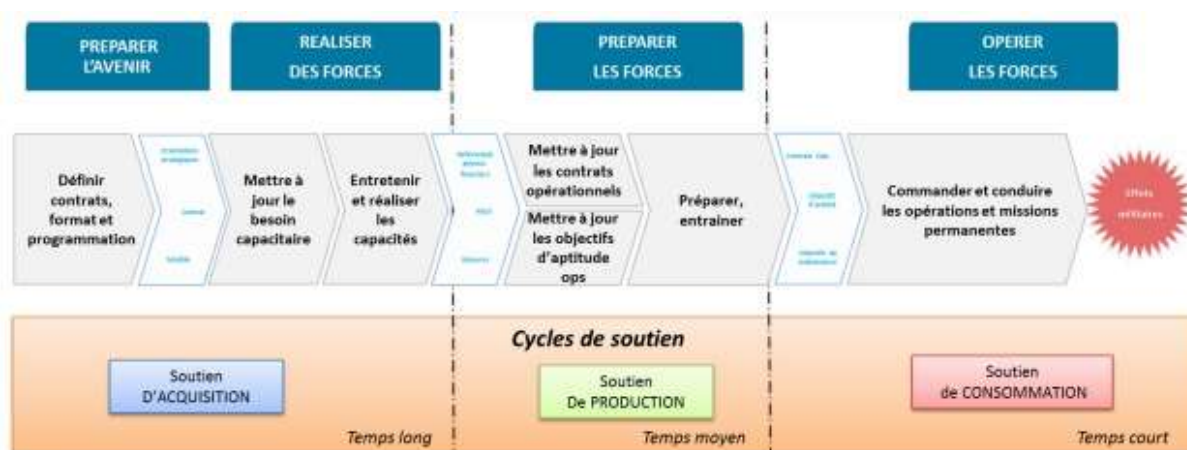 PREPARER
L'AVENIR
REALISER
DES FORCES
PREPARER
LES FORCES
OPERER
LES FORCES
Définir
contrats,
format et
programmation
Mettre à
jour le
besoin
capacitaire
Entretenir
et réaliser
les
capacités
Mettre à jour
les contrats
opérationnels
Mettre à jour
les objectifs
d'aptitude
ops
Préparer,
entrainer
Commander et conduire
les opérations et missions
permanentes
Effets
militaires
Cycles de soutien
Soutien
D'ACQUISITION
Soutien
De PRODUCTION
Soutien
de CONSOMMATION
Temps long
Temps moyen
Temps court